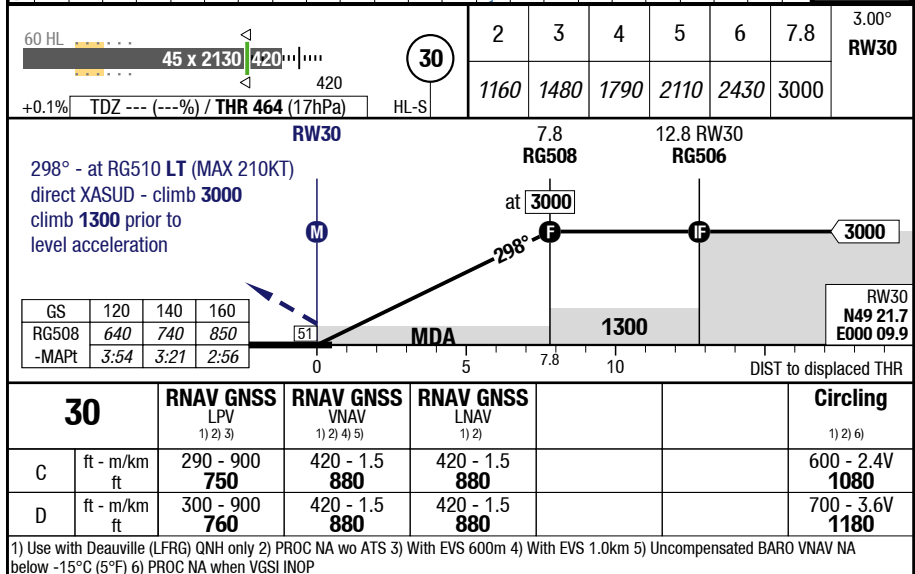 60 HL
45 x 2130 420
420
+0.1% TDZ --- (---%) / THR 464 (17hPa)
30
HL-S
2 3 4 5 6 7.8
3.00°
RW30
1160 1480 1790 2110 2430 3000
RW30
7.8
RG508
12.8 RW30
RG506
298° - at RG510 LT (MAX 210KT)
direct XASUD - climb 3000
climb 1300 prior to
level acceleration
at 3000
M
F
IF
3000
298°
GS 120 140 160
RG508 640 740 850
-MAPt 3:54 3:21 2:56
51
MDA
1300
RW30
N49 21.7
E000 09.9
0 5 7.8 10
DIST to displaced THR
30
RNAV GNSS
LPV
1) 2) 3)
RNAV GNSS
VNAV
1) 2) 4) 5)
RNAV GNSS
LNAV
1) 2)
Circling
1) 2) 6)
C ft - m/km 290 - 900 420 - 1.5 420 - 1.5 600 - 2.4V
ft 750 880 880 1080
D ft - m/km 300 - 900 420 - 1.5 420 - 1.5 700 - 3.6V
ft 760 880 880 1180
1) Use with Deauville (LFRG) QNH only 2) PROC NA wo ATS 3) With EVS 600m 4) With EVS 1.0km 5) Uncompensated BARO VNAV NA
below -15°C (5°F) 6) PROC NA when VGSI INOP